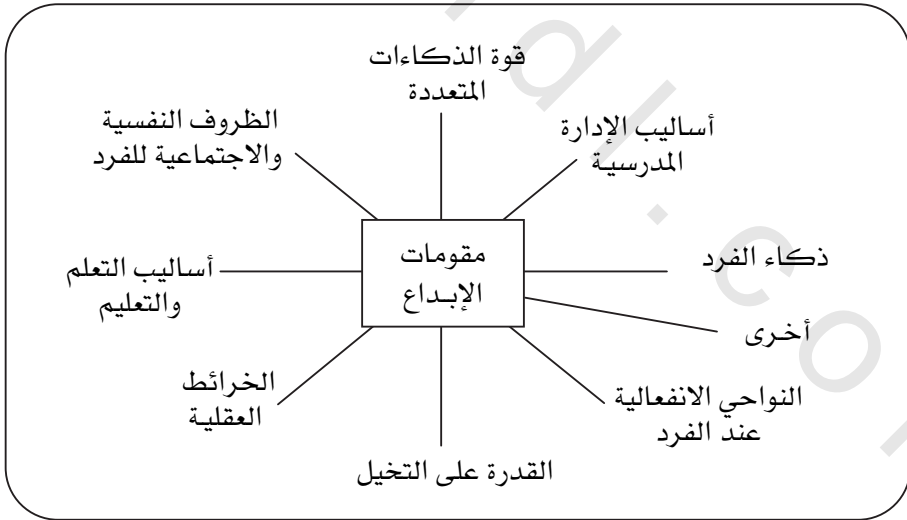 قوة الذكاءات
المتعددة
أساليب الإدارة
المدرسية
الظروف النفسية
والاجتماعية للفرد
مقومات
الإبـداع
ذكاء الفرد
أساليب التعلم
والتعليم
أخرى
النواحي الانفعالية
عند الفرد
الخرائط
العقلية
القدرة على التخيل